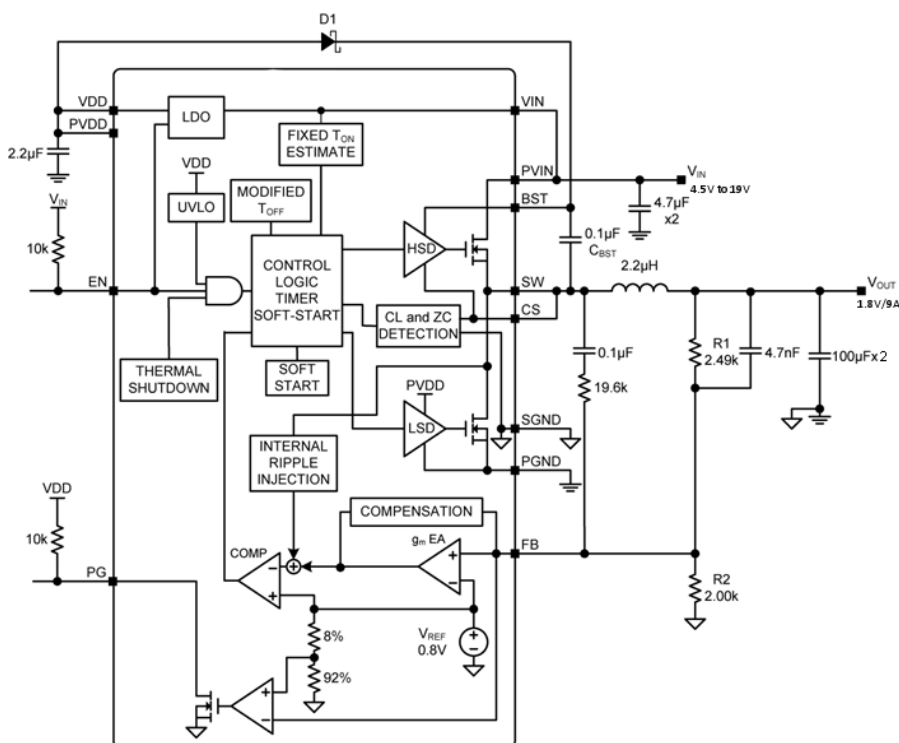 D1
VDD
LDO
VIN
PVDD
FIXED TON
ESTIMATE
2.2µF
VDD
PVIN
VIN
4.5V to 19V
VIN
UVLO
MODIFIED
TOFF
BST
4.7µF
x2
0.1µF
CBST
10k
HSD
CONTROL
LOGIC
TIMER
SOFT-START
2.2µH
EN
SW
VOUT
1.8V/9A
CS
CL and ZC
DETECTION
THERMAL
SHUTDOWN
SOFT
START
0.1µF
R1
2.49k
4.7nF
100µFx2
19.6k
PVDD
LSD
SGND
INTERNAL
RIPPLE
INJECTION
PGND
VDD
COMPENSATION
10k
COMP
gm EA
FB
+
−
−
+
+
PG
R2
2.00k
8%
VREF
0.8V
+
−
92%
+
−